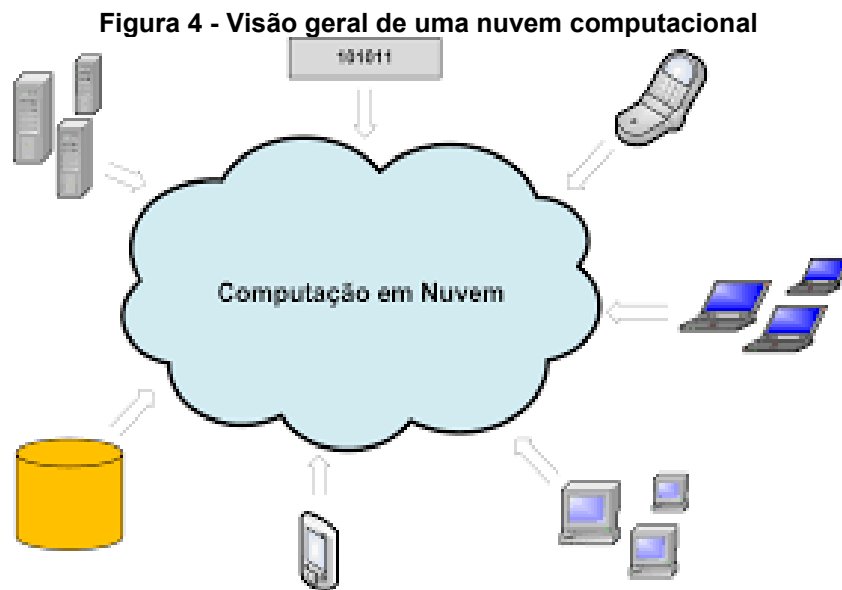 Figura 4 - Visão geral de uma nuvem computacional
101011
Computação em Nuvem